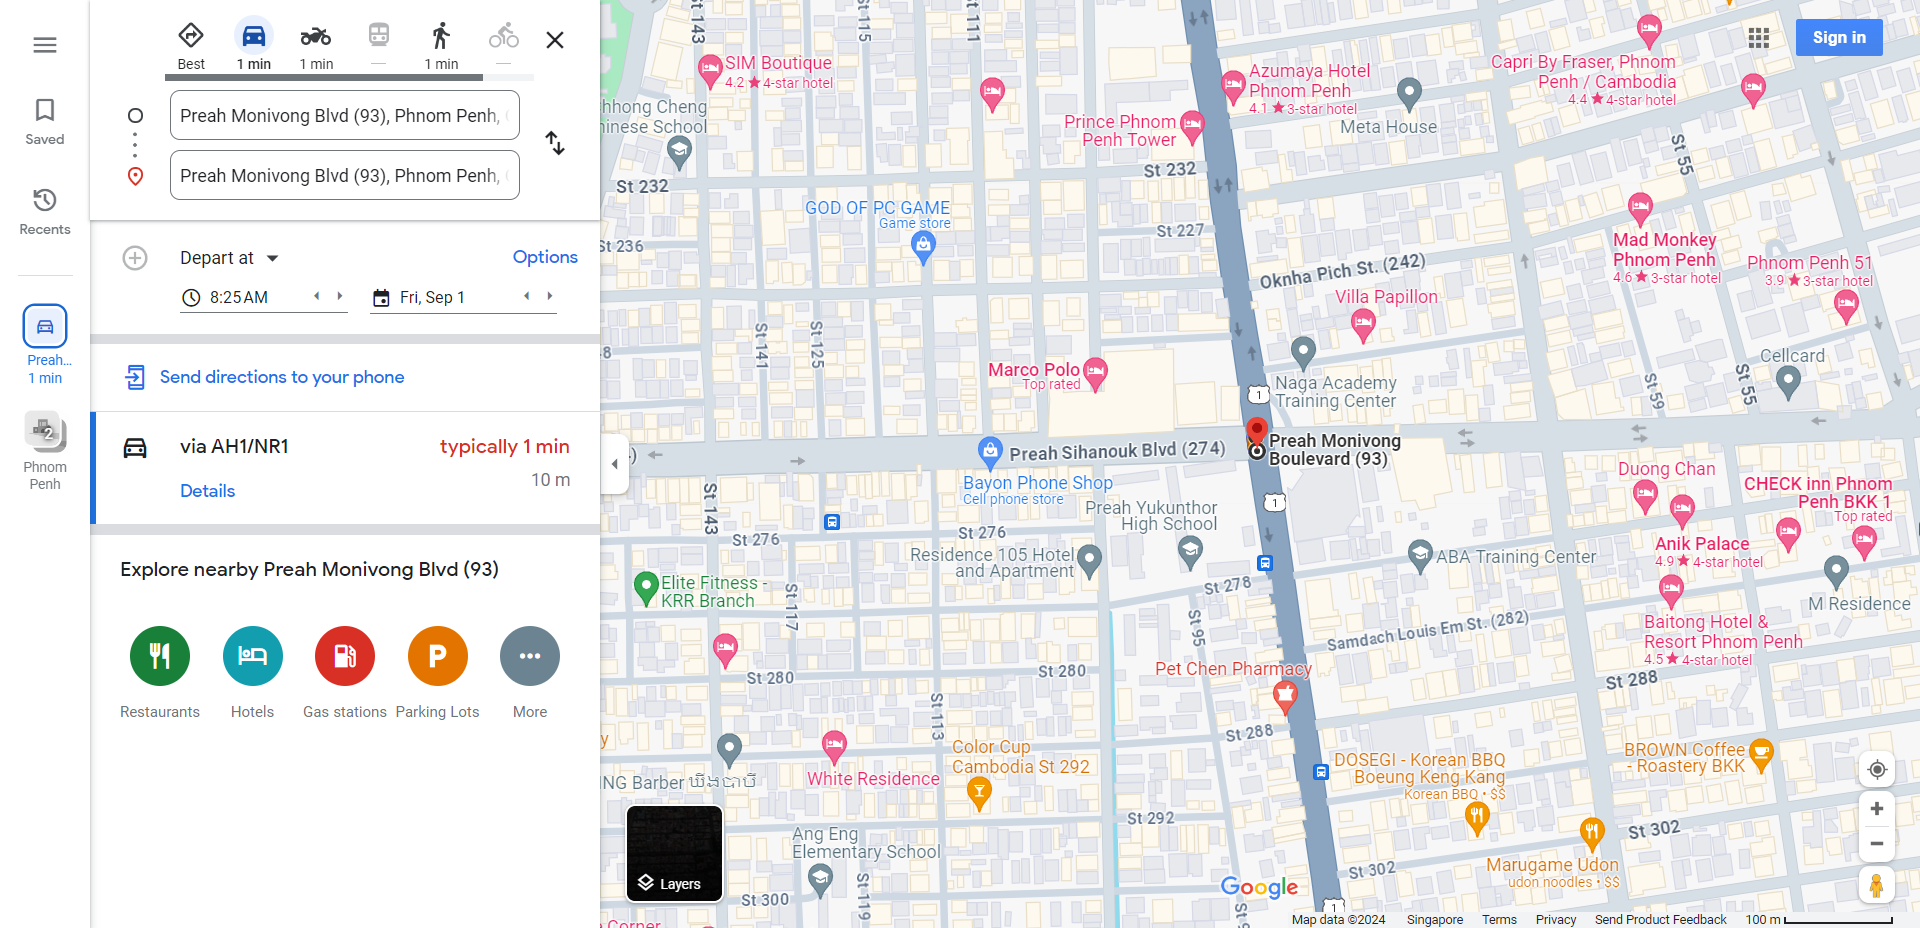 Saved
Recents
Preah...
1 min
2
Phnom
Penh
Best
1 min
1 min
—
1 min
—
Preah Monivong Blvd (93), Phnom Penh,
Preah Monivong Blvd (93), Phnom Penh,
Depart at
Options
8:25 AM
Fri, Sep 1
Send directions to your phone
via AH1/NR1
typically 1 min
10 m
Details
Explore nearby Preah Monivong Blvd (93)
Restaurants
Hotels
Gas stations
P
Parking Lots
More
Sign in
St 143
St 115
St 111
SIM Boutique
4.2★4-star hotel
hhong Cheng
inese School
Azumaya Hotel
Phnom Penh
4.1★3-star hotel
Capri By Fraser, Phnom
Penh / Cambodia
4.4★4-star hotel
Meta House
Prince Phnom
Penh Tower
St 232
St 232
St 55
GOD OF PC GAME
Game store
St 227
St 236
Oknha Pich St. (242)
Mad Monkey
Phnom Penh
4.6★3-star hotel
Phnom Penh 51
3.9★3-star hotel
Villa Papillon
St 141
St 125
8
Marco Polo
Top rated
Cellcard
Naga Academy
Training Center
St 59
St 55
1
Preah Monivong
Boulevard (93)
Preah Sihanouk Blvd (274)
)
Bayon Phone Shop
Cell phone store
Duong Chan
CHECK inn Phnom
Penh BKK 1
Top rated
St 143
1
Preah Yukunthor
High School
St 276
St 276
Residence 105 Hotel
and Apartment
ABA Training Center
Anik Palace
4.9★4-star hotel
Elite Fitness -
KRR Branch
St 117
St 278
St 95
M Residence
Samdach Louis Em St. (282)
Baitong Hotel &
Resort Phnom Penh
4.5★4-star hotel
Pet Chen Pharmacy
St 280
St 280
St 288
St 113
St 288
y
Color Cup
Cambodia St 292
DOSEGI - Korean BBQ
Boeung Keng Kang
Korean BBQ • $$
BROWN Coffee
- Roastery BKK
White Residence
NG Barber
St 292
St 302
Ang Eng
Elementary School
St 302
Marugame Udon
udon noodles • $$
Layers
St 119
St 300
Google
St 9
1
e Corner
Map data ©2024
Singapore
Terms
Privacy
Send Product Feedback
100 m